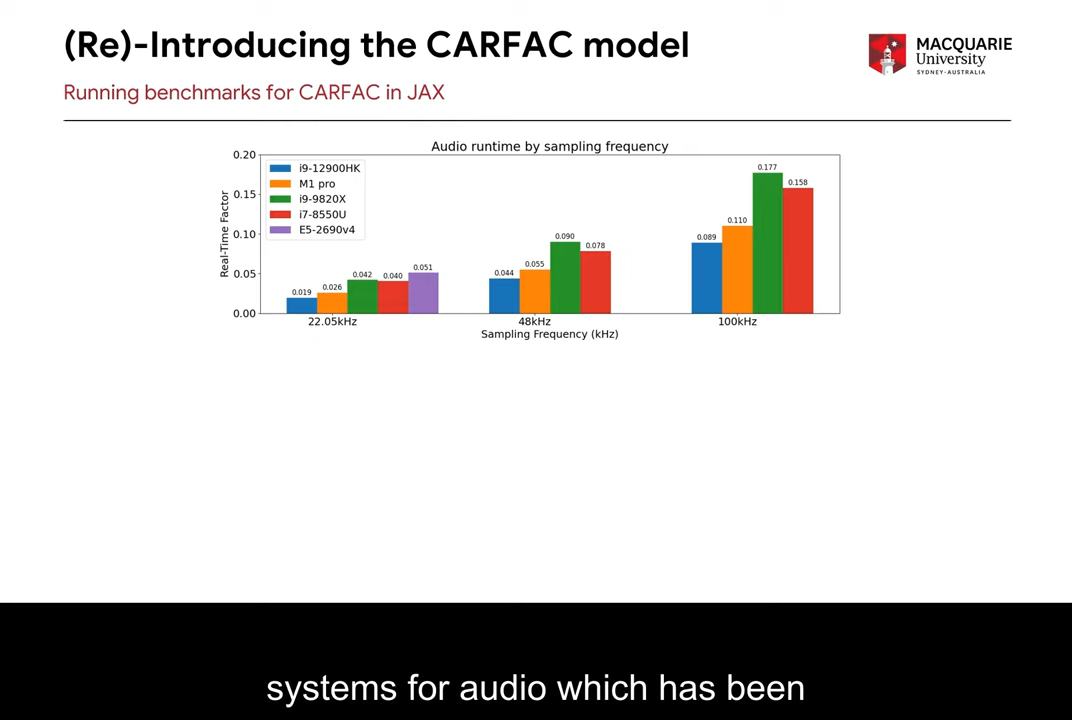 (Re)-Introducing the CARFAC model
MACQUARIE
University
SYDNEY·AUSTRALIA
Running benchmarks for CARFAC in JAX
Audio runtime by sampling frequency
Real-Time Factor
0.20
0.15
0.10
0.05
0.00
i9-12900HK
M1 pro
i9-9820X
i7-8550U
E5-2690v4
0.019
0.026
0.042
0.040
0.051
0.044
0.055
0.090
0.078
0.089
0.110
0.177
0.158
22.05kHz
48kHz
100kHz
Sampling Frequency (kHz)
systems for audio which has been